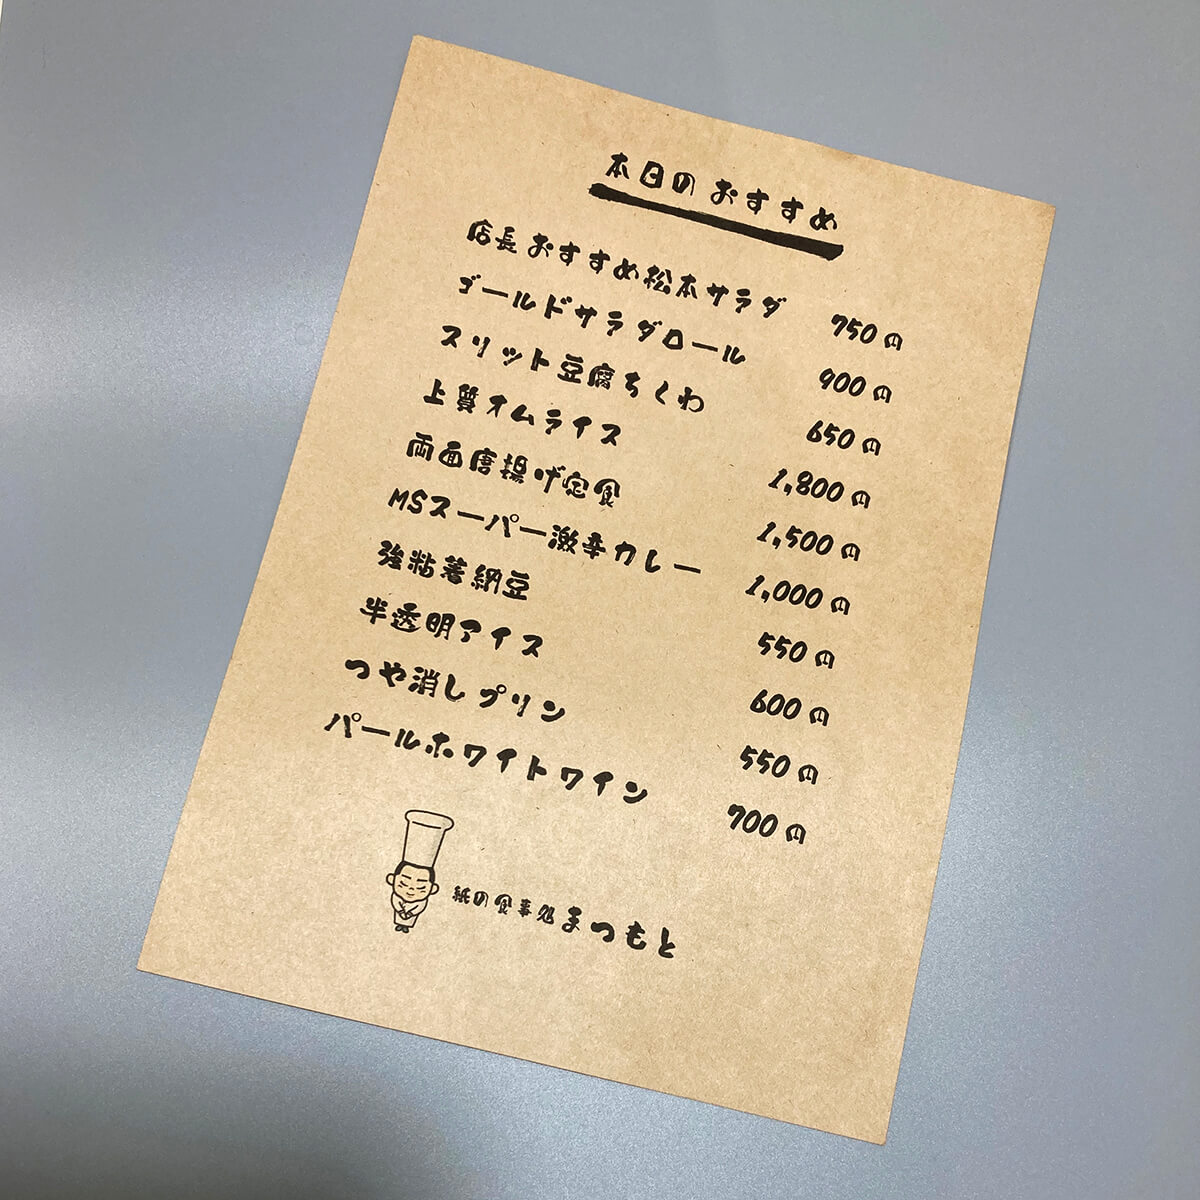 本日のおすすめ
店長おすすめ松本サラダ 750円
ゴールドサラダロール 900円
スリット豆腐ちくわ 650円
上質オムライス 1,800円
両面唐揚げ定食 1,500円
MSスーパー激辛カレー 1,000円
強粘着納豆 550円
半透明アイス 600円
つや消しプリン 550円
パールホワイトワイン 700円
紙の食事処まつもと